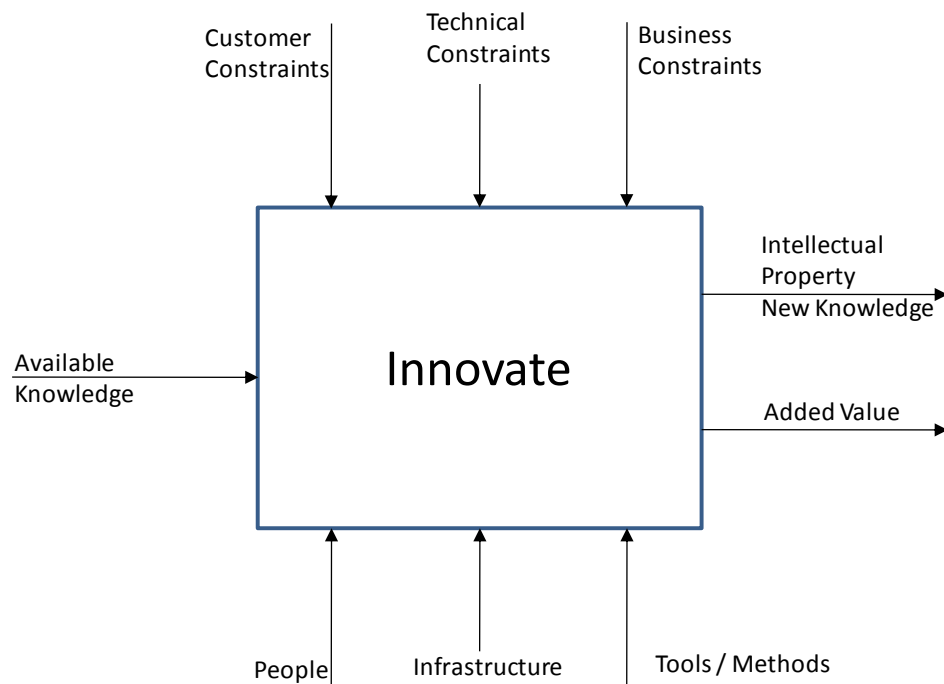 Customer
Constraints
Technical
Constraints
Business
Constraints
Intellectual
Property
New Knowledge
Available
Knowledge
Innovate
Added Value
People
Infrastructure
Tools / Methods